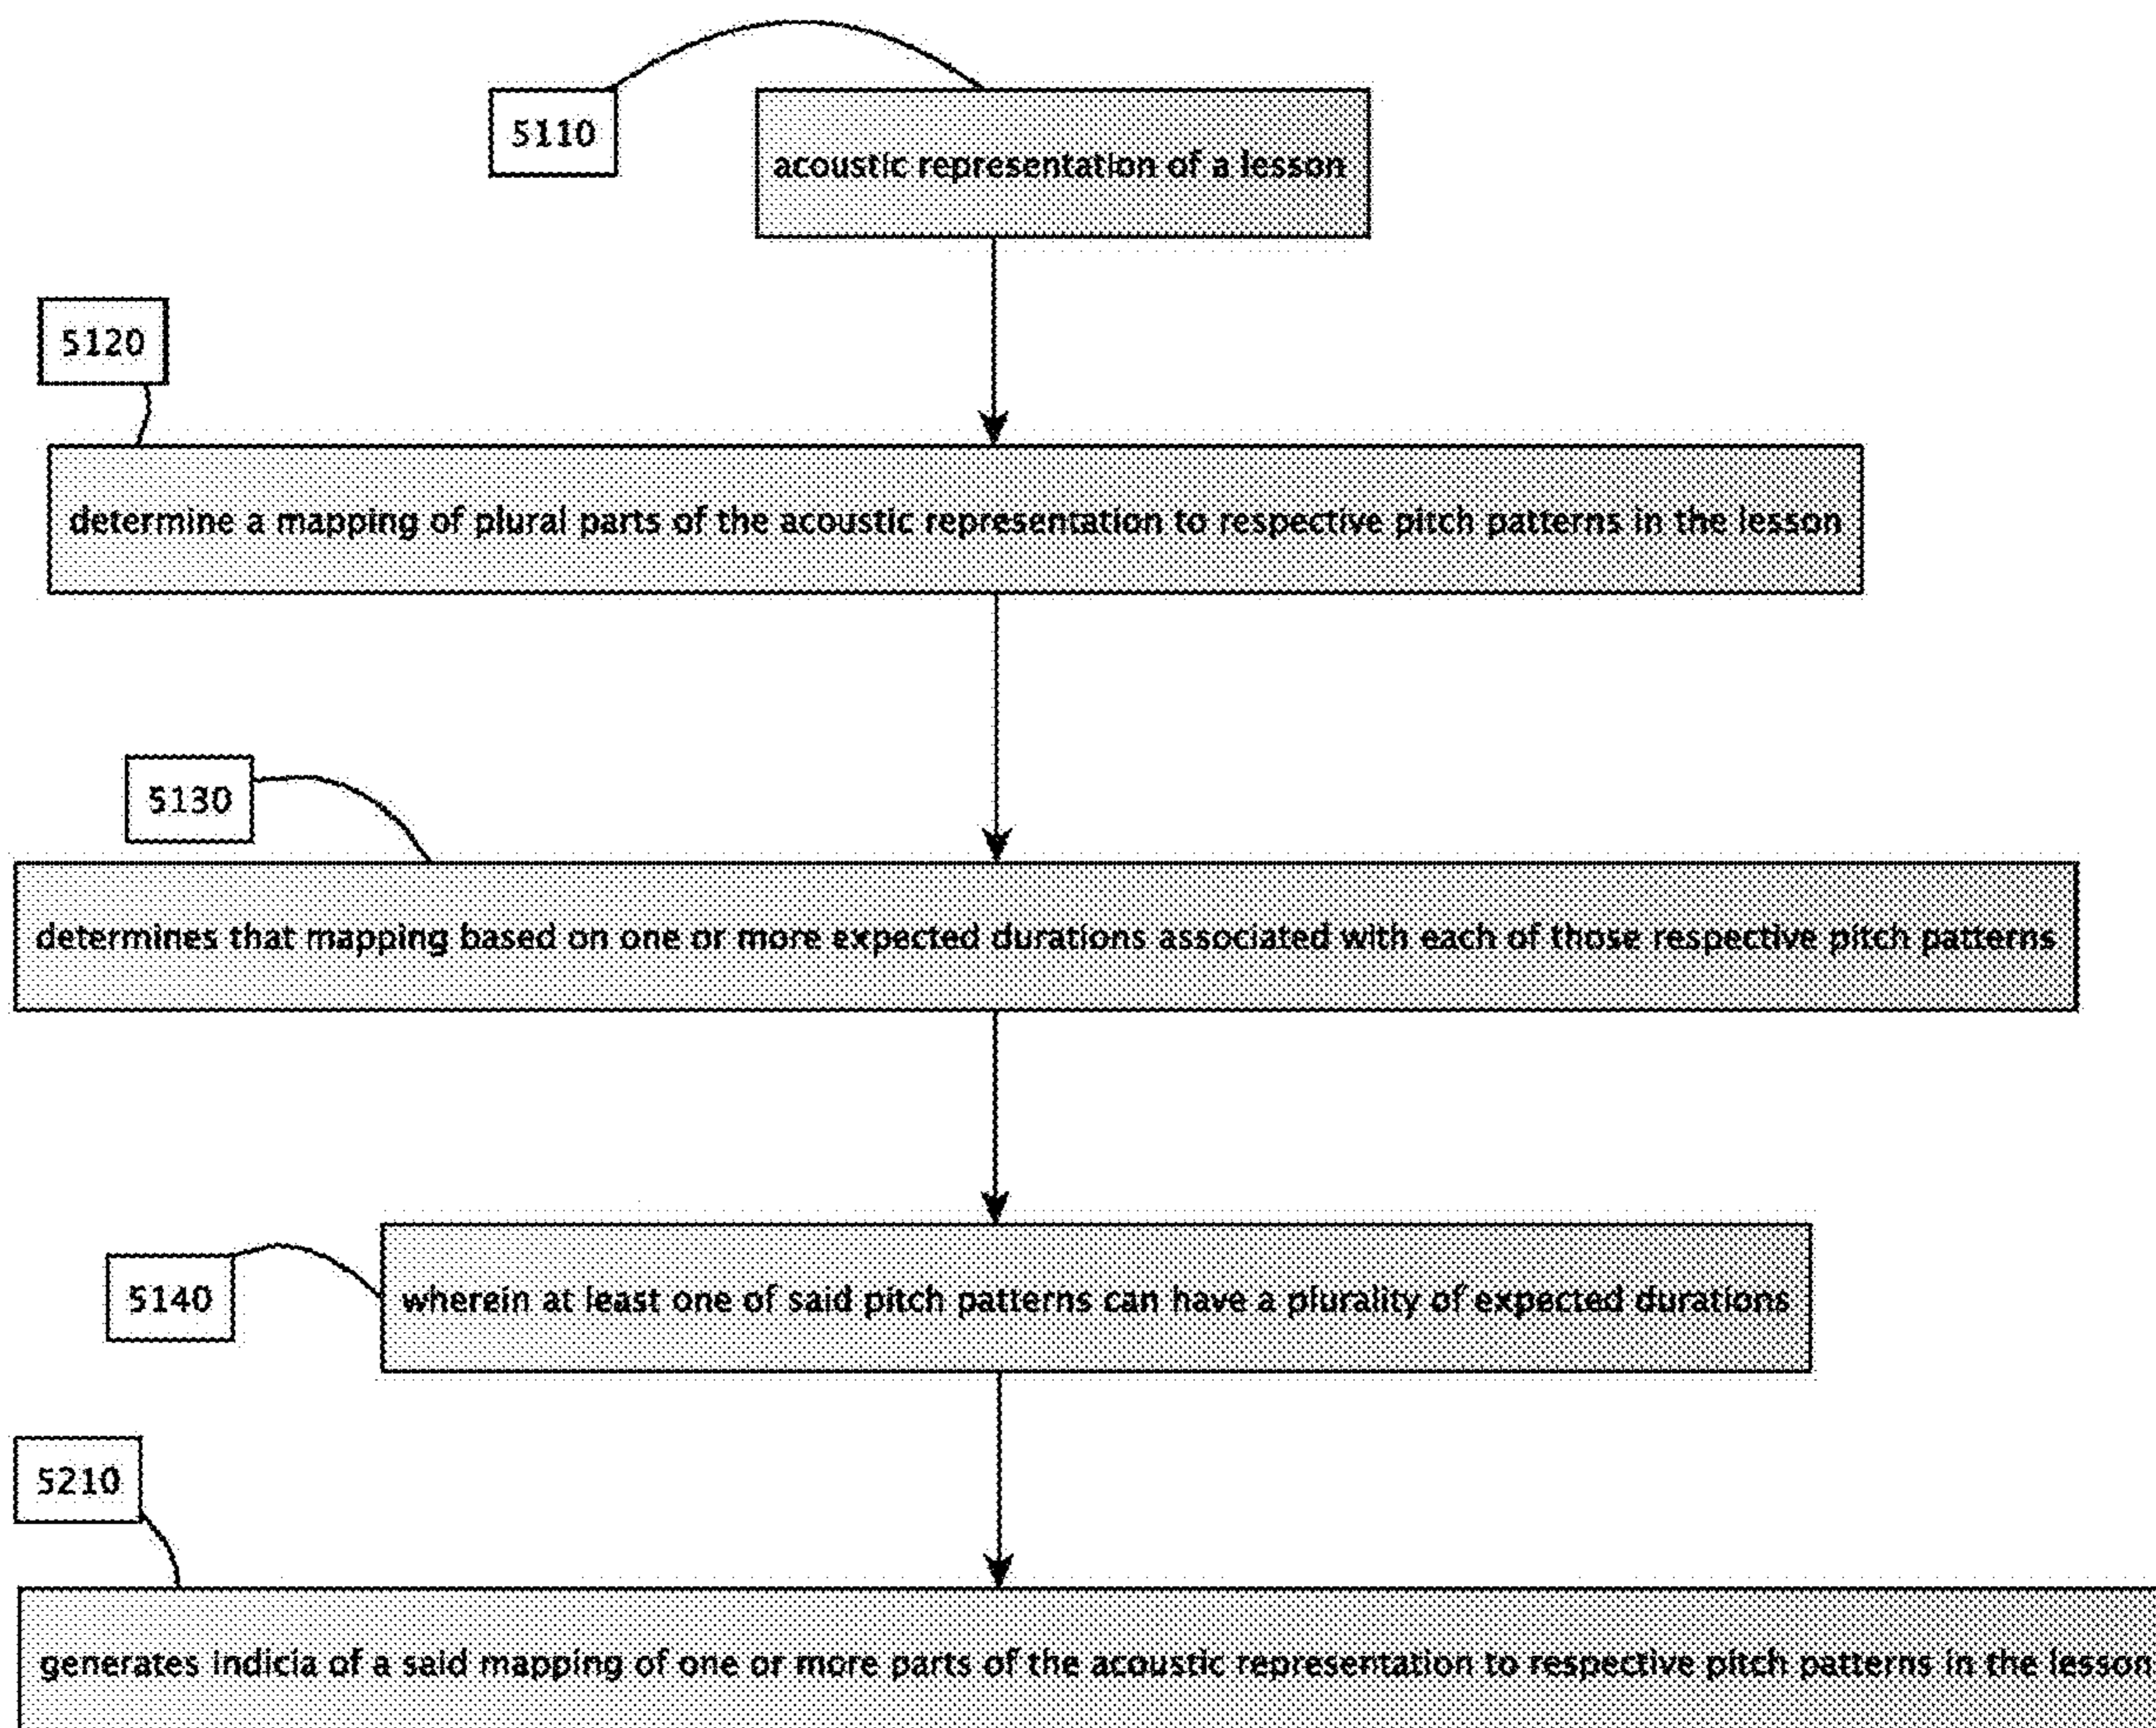 5110
acoustic representation of a lesson
5120
determine a mapping of plural parts of the acoustic representation to respective pitch patterns in the lesson
5130
determines that mapping based on one or more expected durations associated with each of those respective pitch patterns
5140
wherein at least one of said pitch patterns can have a plurality of expected durations
5210
generates indicia of a said mapping of one or more parts of the acoustic representation to respective pitch patterns in the lesson